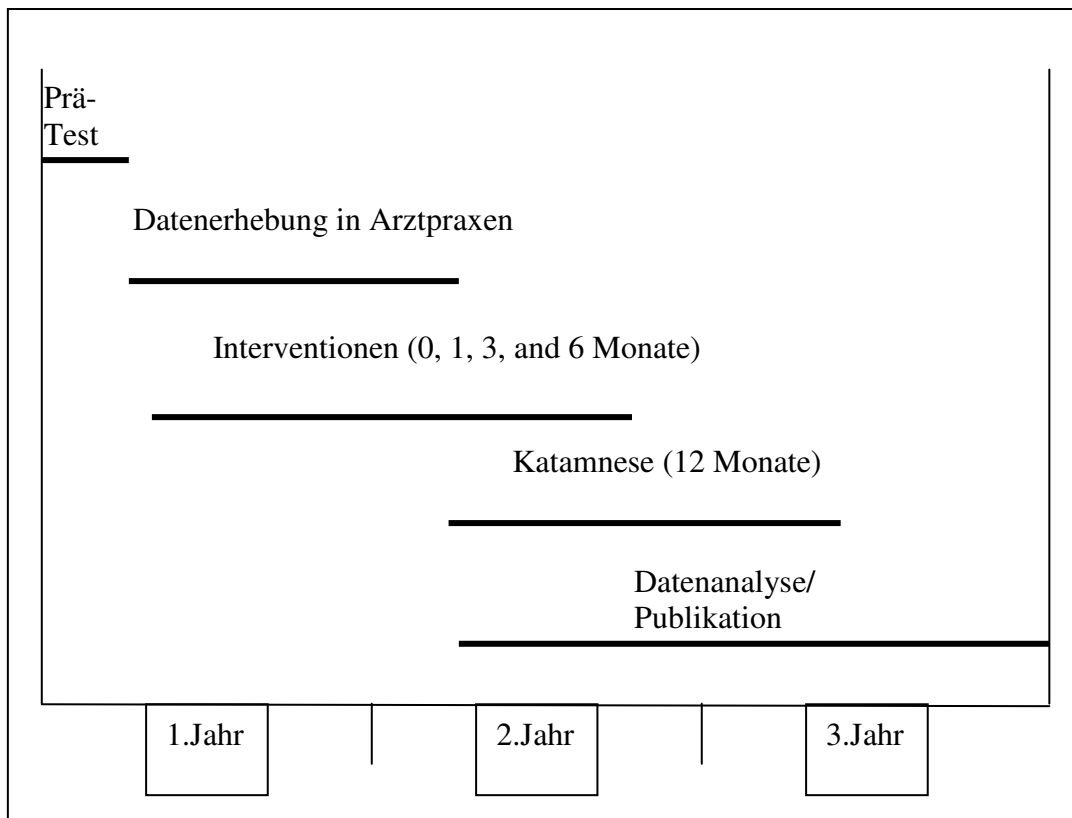 Prä-
Test
Datenerhebung in Arztpraxen
Interventionen (0, 1, 3, and 6 Monate)
Katamnese (12 Monate)
Datenanalyse/
Publikation
1.Jahr 2.Jahr 3.Jahr